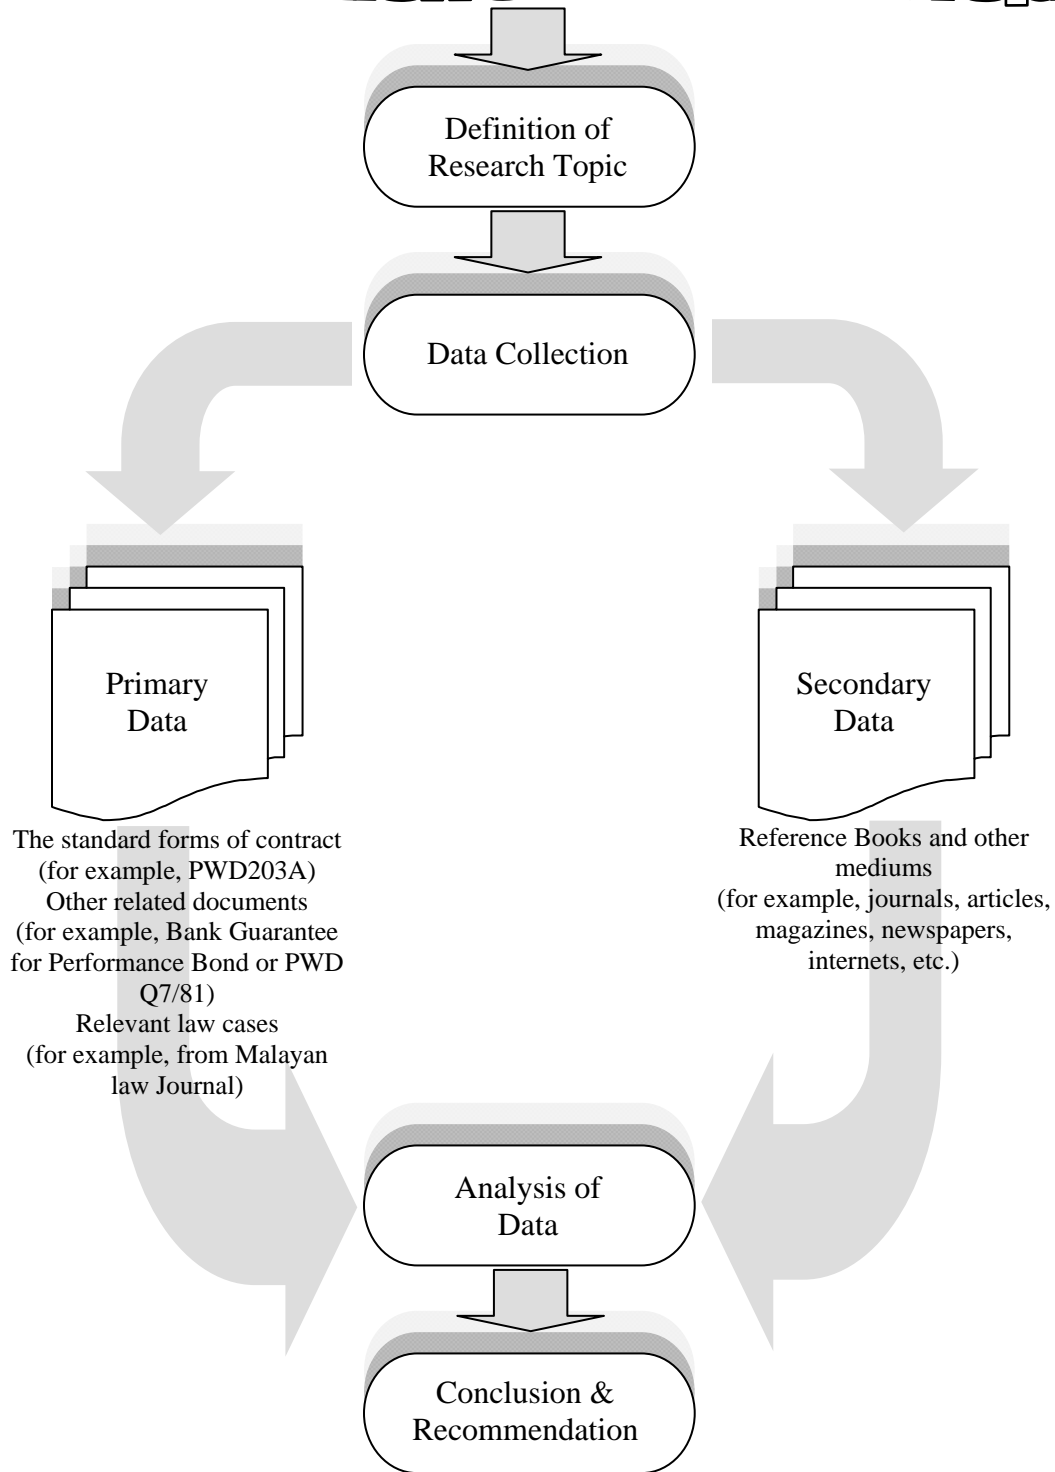 Definition of
Research Topic
Data Collection
Primary
Data
Secondary
Data
The standard forms of contract
(for example, PWD203A)
Other related documents
(for example, Bank Guarantee
for Performance Bond or PWD
Q7/81)
Relevant law cases
(for example, from Malayan
law Journal)
Reference Books and other
mediums
(for example, journals, articles,
magazines, newspapers,
internets, etc.)
Analysis of
Data
Conclusion &
Recommendation